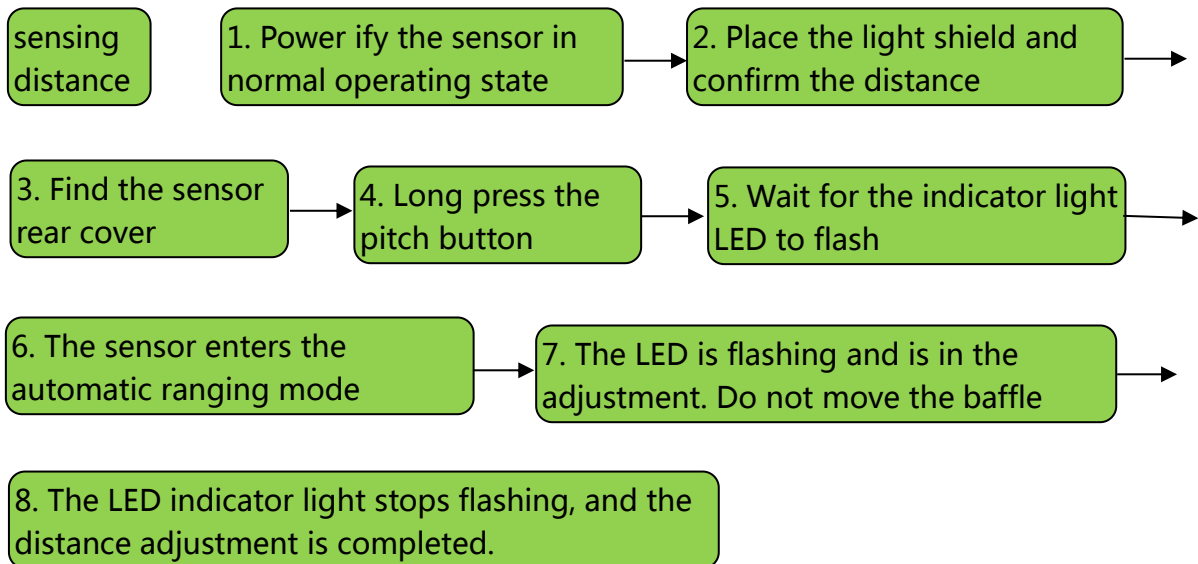 sensing
distance
1. Power ify the sensor in
normal operating state
2. Place the light shield and
confirm the distance
3. Find the sensor
rear cover
4. Long press the
pitch button
5. Wait for the indicator light
LED to flash
6. The sensor enters the
automatic ranging mode
7. The LED is flashing and is in the
adjustment. Do not move the baffle
8. The LED indicator light stops flashing, and the
distance adjustment is completed.